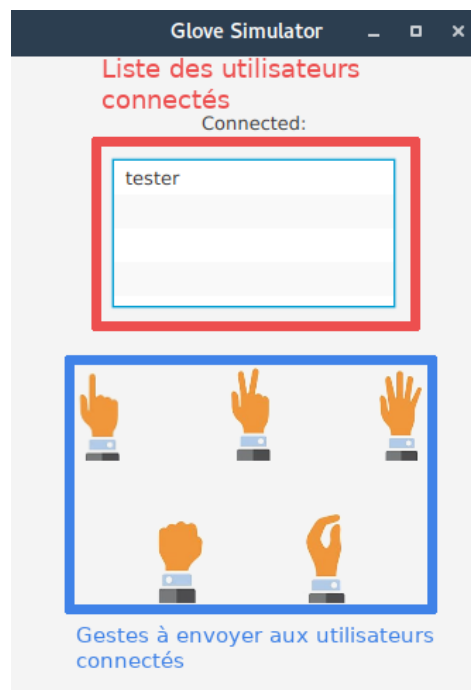 Glove Simulator
Liste des utilisateurs
connectés
Connected:
tester
Gestes à envoyer aux utilisateurs
connectés